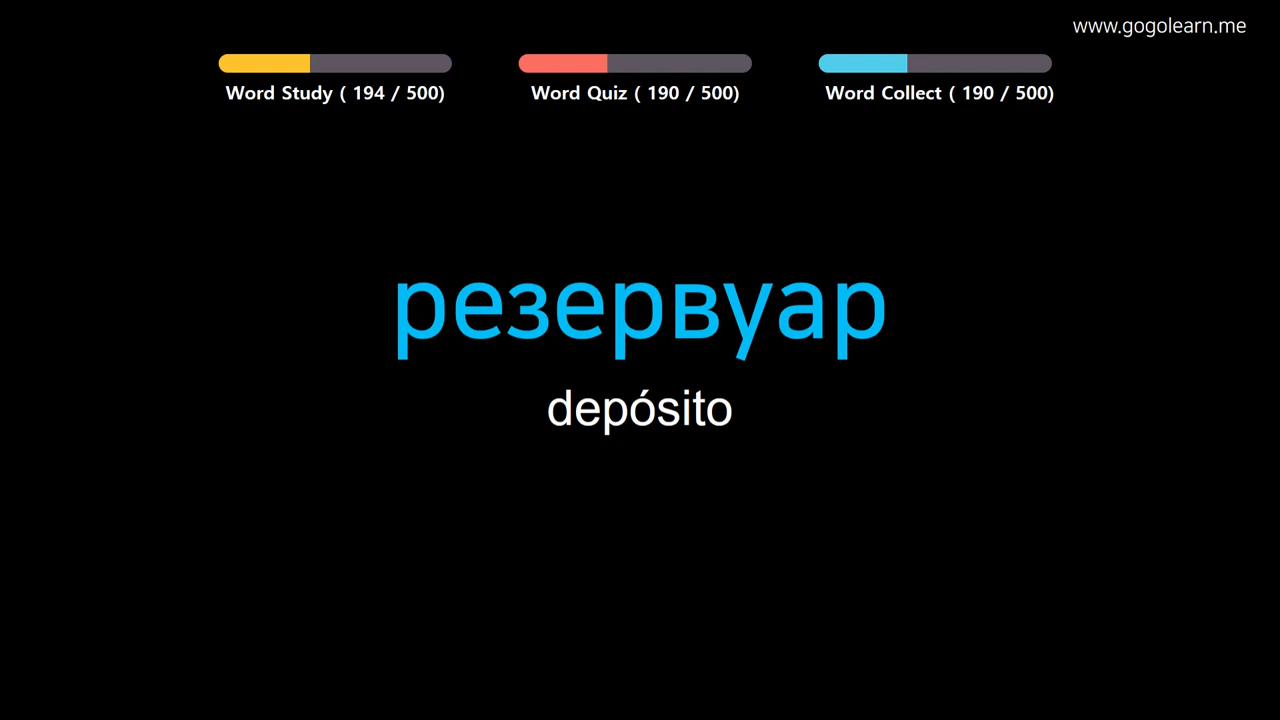 www.gogolearn.me
Word Study ( 194 / 500)
Word Quiz ( 190 / 500)
Word Collect ( 190 / 500)
резервуар
depósito